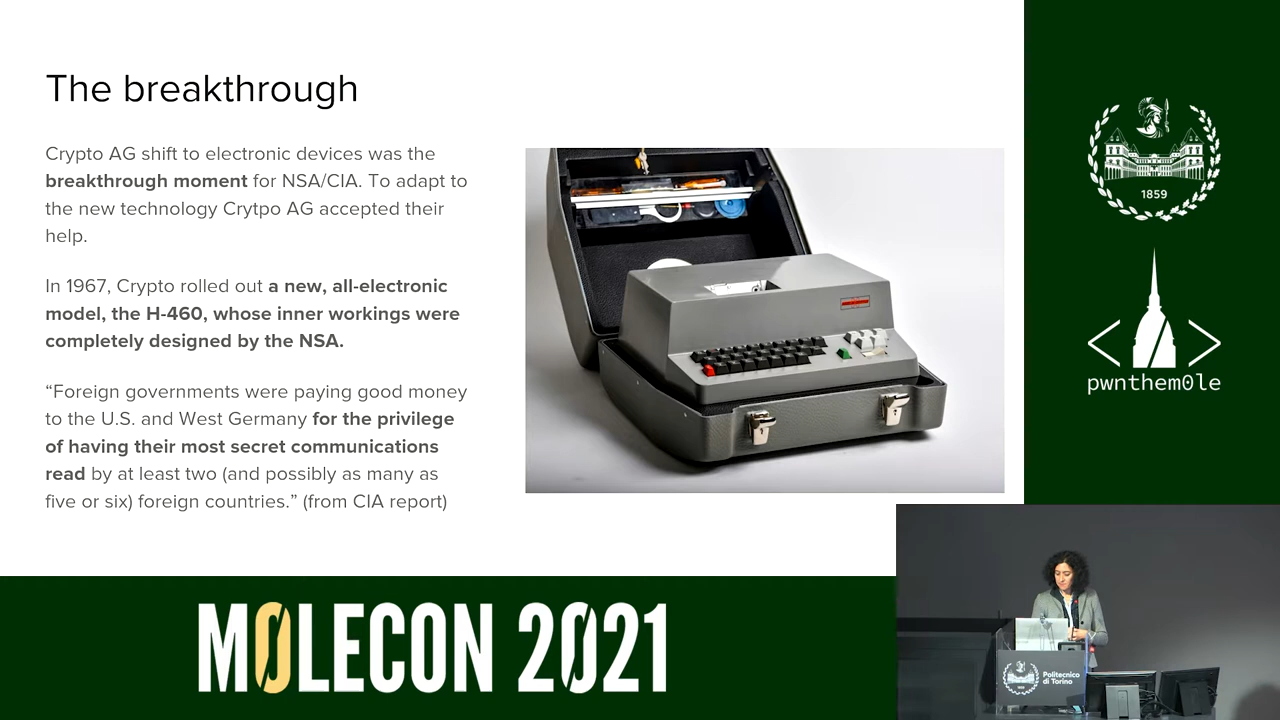 The breakthrough
Crypto AG shift to electronic devices was the
breakthrough moment for NSA/CIA. To adapt to
the new technology Crytpo AG accepted their
help.
In 1967, Crypto rolled out a new, all-electronic
model, the H-460, whose inner workings were
completely designed by the NSA.
“Foreign governments were paying good money
to the U.S. and West Germany for the privilege
of having their most secret communications
read by at least two (and possibly as many as
five or six) foreign countries.” (from CIA report)
1859
pwnthem0le
M0LECON 2021
Politecnico
di Torino